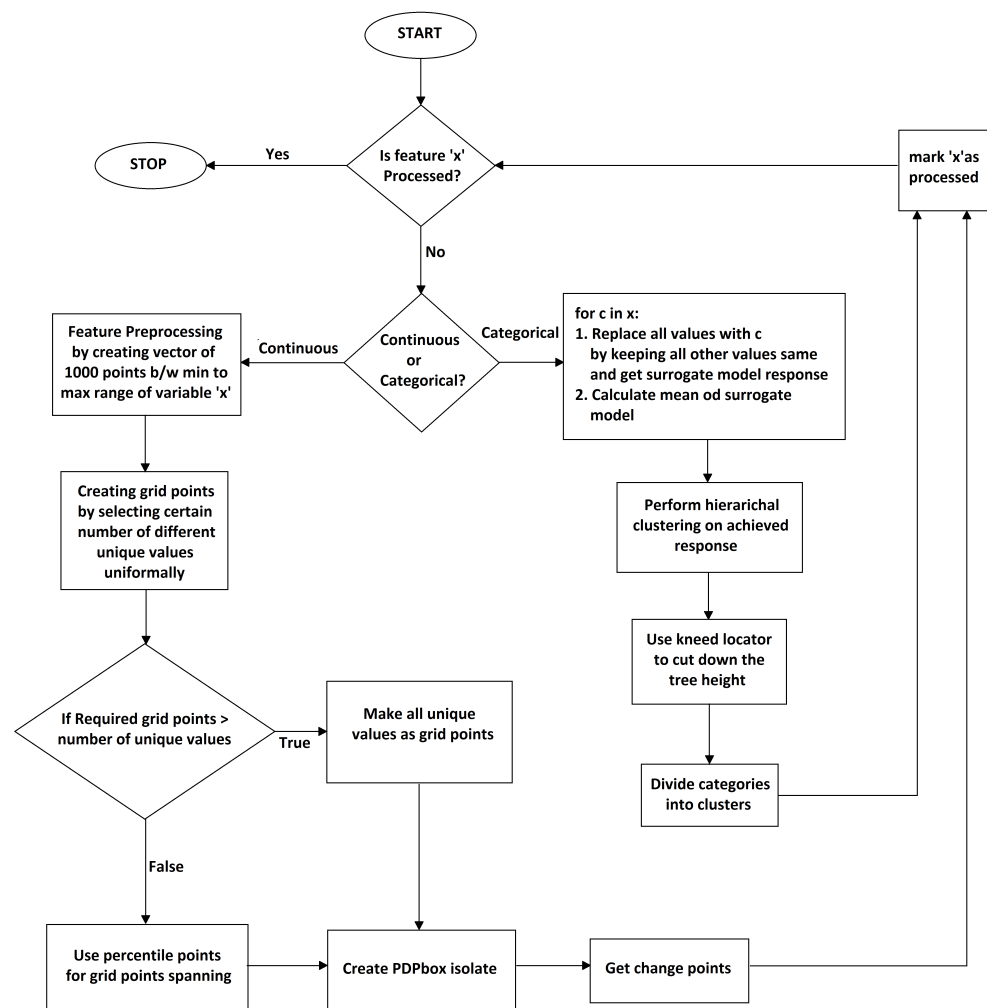 START
Is feature 'x'
Processed?
Yes
STOP
mark 'x'as
processed
No
Continuous
or
Categorical?
Continuous
Categorical
Feature Preprocessing
by creating vector of
1000 points b/w min to
max range of variable 'x'
for c in x:
1. Replace all values with c
by keeping all other values same
and get surrogate model response
2. Calculate mean od surrogate
model
Creating grid points
by selecting certain
number of different
unique values
uniformally
Perform hierarichal
clustering on achieved
response
Use kneed locator
to cut down the
tree height
If Required grid points >
number of unique values
True
Make all unique
values as grid points
Divide categories
into clusters
False
Use percentile points
for grid points spanning
Create PDPbox isolate
Get change points